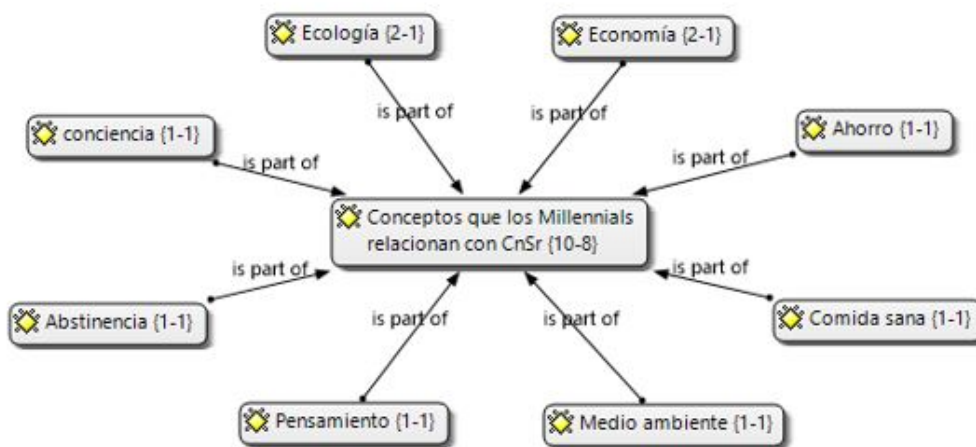 Ecología {2-1}
Economía {2-1}
is part of
is part of
conciencia {1-1}
Ahorro {1-1}
is part of
is part of
Conceptos que los Millennials
relacionan con CnSr {10-8}
is part of
is part of
Abstinencia {1-1}
Comida sana {1-1}
is part of
is part of
Pensamiento {1-1}
Medio ambiente {1-1}